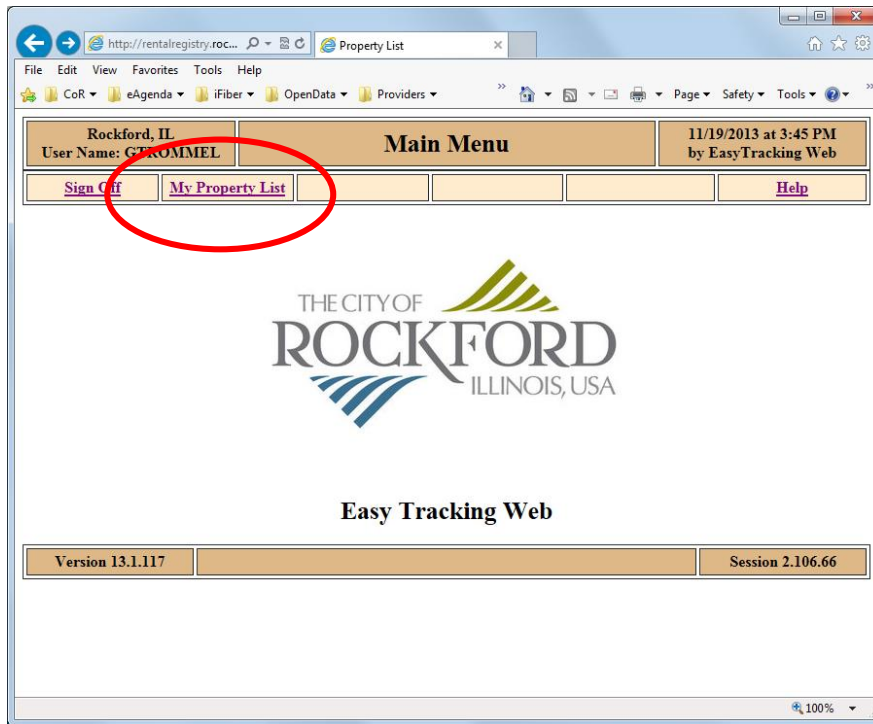 http://rentalregistry.roc...
Property List
File Edit View Favorites Tools Help
CoR eAgenda iFiber OpenData Providers » Page Safety Tools »
Rockford, IL
User Name: GTROMMEL
Main Menu
11/19/2013 at 3:45 PM
by EasyTracking Web
Sign Off My Property List Help
THE CITY OF
ROCKFORD
ILLINOIS, USA
Easy Tracking Web
Version 13.1.117 Session 2.106.66
100%